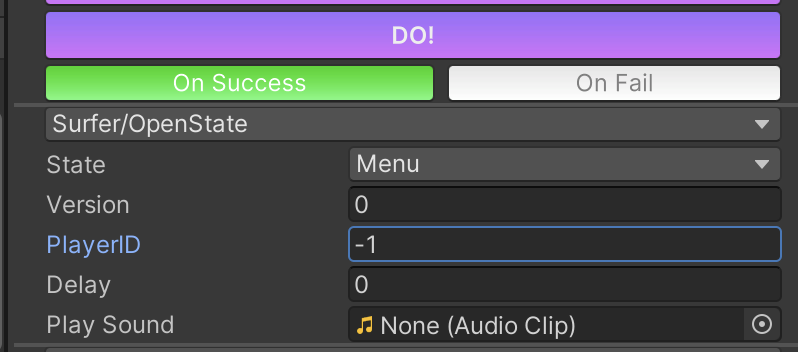 DO!
On Success On Fail
Surfer/OpenState
State Menu
Version 0
PlayerID -1
Delay 0
Play Sound None (Audio Clip)